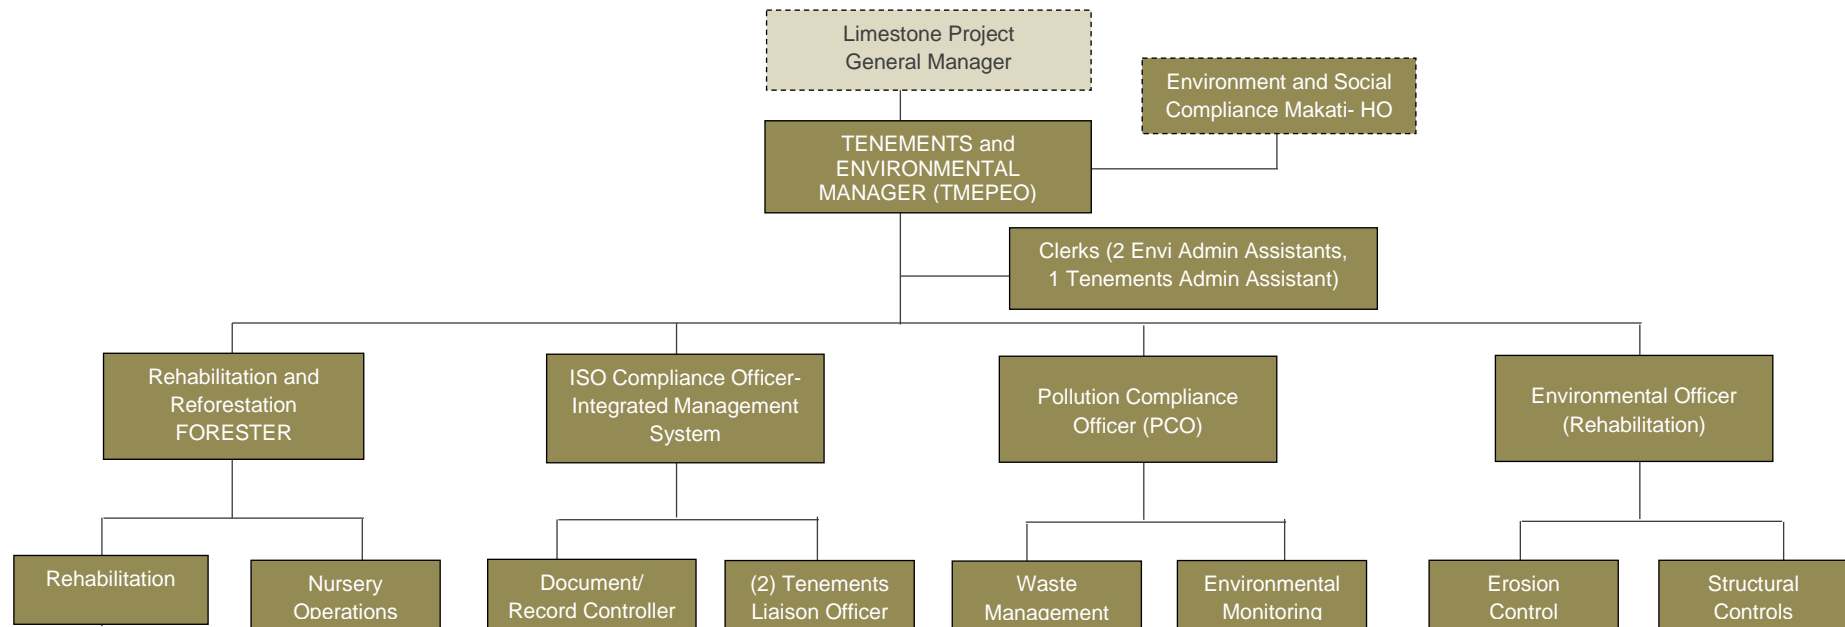 Limestone Project
General Manager
Environment and Social
Compliance Makati- HO
TENEMENTS and
ENVIRONMENTAL
MANAGER (TMEPEO)
Clerks (2 Envi Admin Assistants,
1 Tenements Admin Assistant)
Rehabilitation and
Reforestation
FORESTER
ISO Compliance Officer-
Integrated Management
System
Pollution Compliance
Officer (PCO)
Environmental Officer
(Rehabilitation)
Rehabilitation
Nursery
Operations
Document/
Record Controller
(2) Tenements
Liaison Officer
Waste
Management
Environmental
Monitoring
Erosion
Control
Structural
Controls